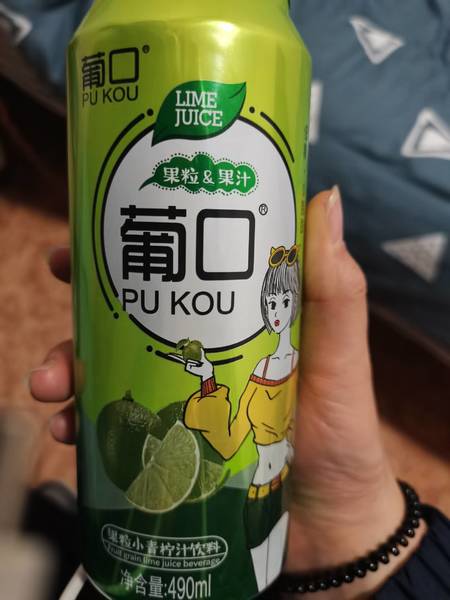 葡口®
PU KOU
LIME
JUICE
果粒&果汁
葡口®
PU KOU
果粒小青柠汁饮料
Fruit grain lime juice beverage
净含量:490ml